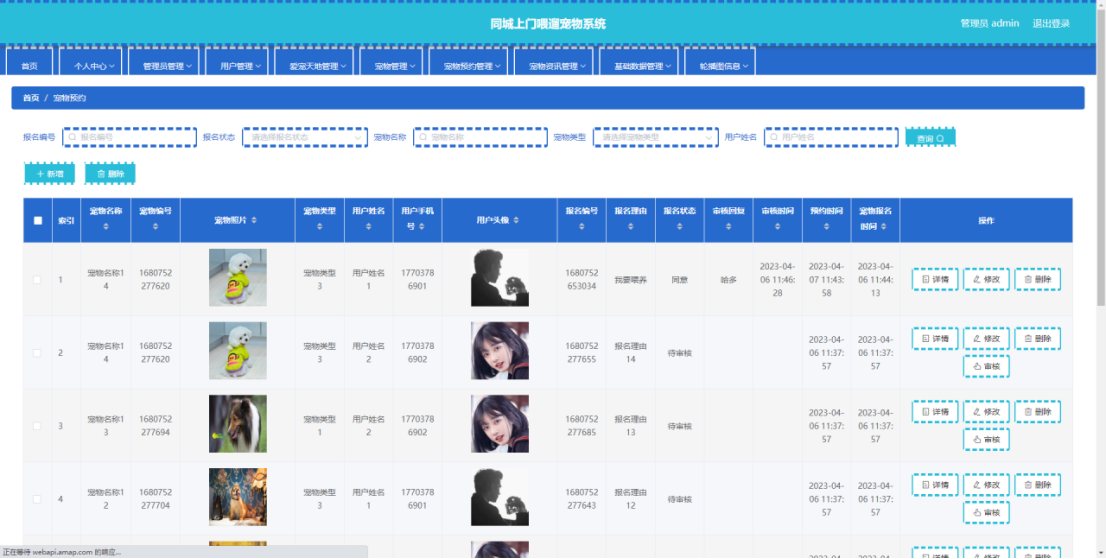 同城上门喂遛宠物系统
管理员 admin 退出登录
首页 个人中心 管理员管理 用户管理 爱宠天地管理 宠物管理 宠物预约管理 宠物资讯管理 基础数据管理 轮播图信息
首页 / 宠物预约
报名编号 报名编号 报名状态 请选择报名状态 宠物名称 宠物名称 宠物类型 请选择宠物类型 用户姓名 用户姓名 查询
+ 新增 删除
索引 宠物名称 宠物编号 宠物照片 宠物类型 用户姓名 用户手机号 用户头像 报名编号 报名理由 报名状态 审核回复 审核时间 预约时间 宠物报名时间 操作
1 宠物名称14 1680752277620 宠物类型3 用户姓名1 17703786901 1680752653034 我要喂养 同意 哈多 2023-04-06 11:46:28 2023-04-07 11:43:58 2023-04-06 11:44:13 详情 修改 删除
2 宠物名称14 1680752277620 宠物类型3 用户姓名2 17703786902 1680752277655 报名理由14 待审核 2023-04-06 11:37:57 2023-04-06 11:37:57 详情 修改 删除
审核
3 宠物名称13 1680752277694 宠物类型1 用户姓名2 17703786902 1680752277685 报名理由13 待审核 2023-04-06 11:37:57 2023-04-06 11:37:57 详情 修改 删除
审核
4 宠物名称12 1680752277704 宠物类型3 用户姓名1 17703786901 1680752277643 报名理由12 待审核 2023-04-06 11:37:57 2023-04-06 11:37:57 详情 修改 删除
审核
2023-04- 2023-04- 详情 修改 删除
正在等待 webapi.amap.com 的响应...